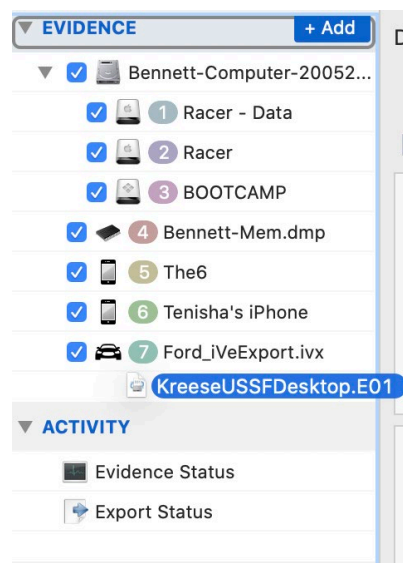 EVIDENCE + Add
Bennett-Computer-20052...
1 Racer - Data
2 Racer
3 BOOTCAMP
4 Bennett-Mem.dmp
5 The6
6 Tenisha's iPhone
7 Ford_iVeExport.ivx
KreeseUSSFDesktop.E01
ACTIVITY
Evidence Status
Export Status